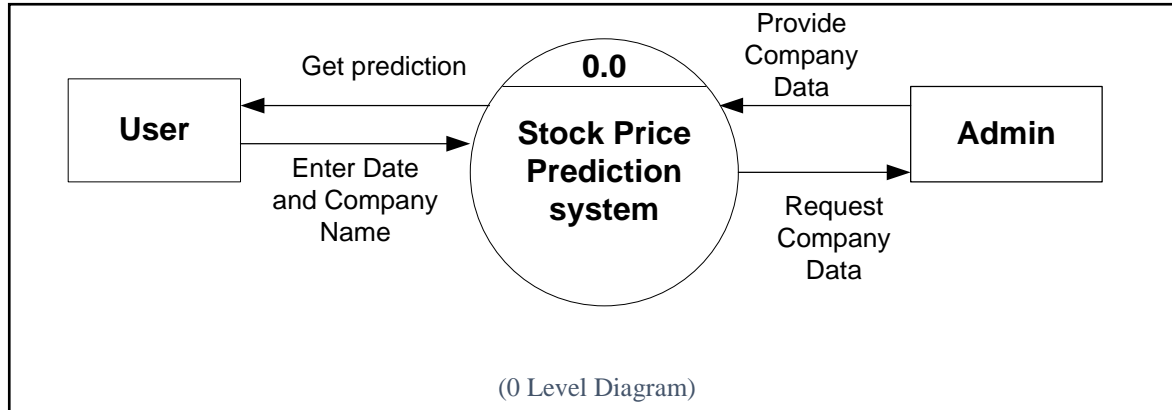 Get prediction
User
Enter Date
and Company
Name
0.0
Stock Price
Prediction
system
Provide
Company
Data
Admin
Request
Company
Data
(0 Level Diagram)